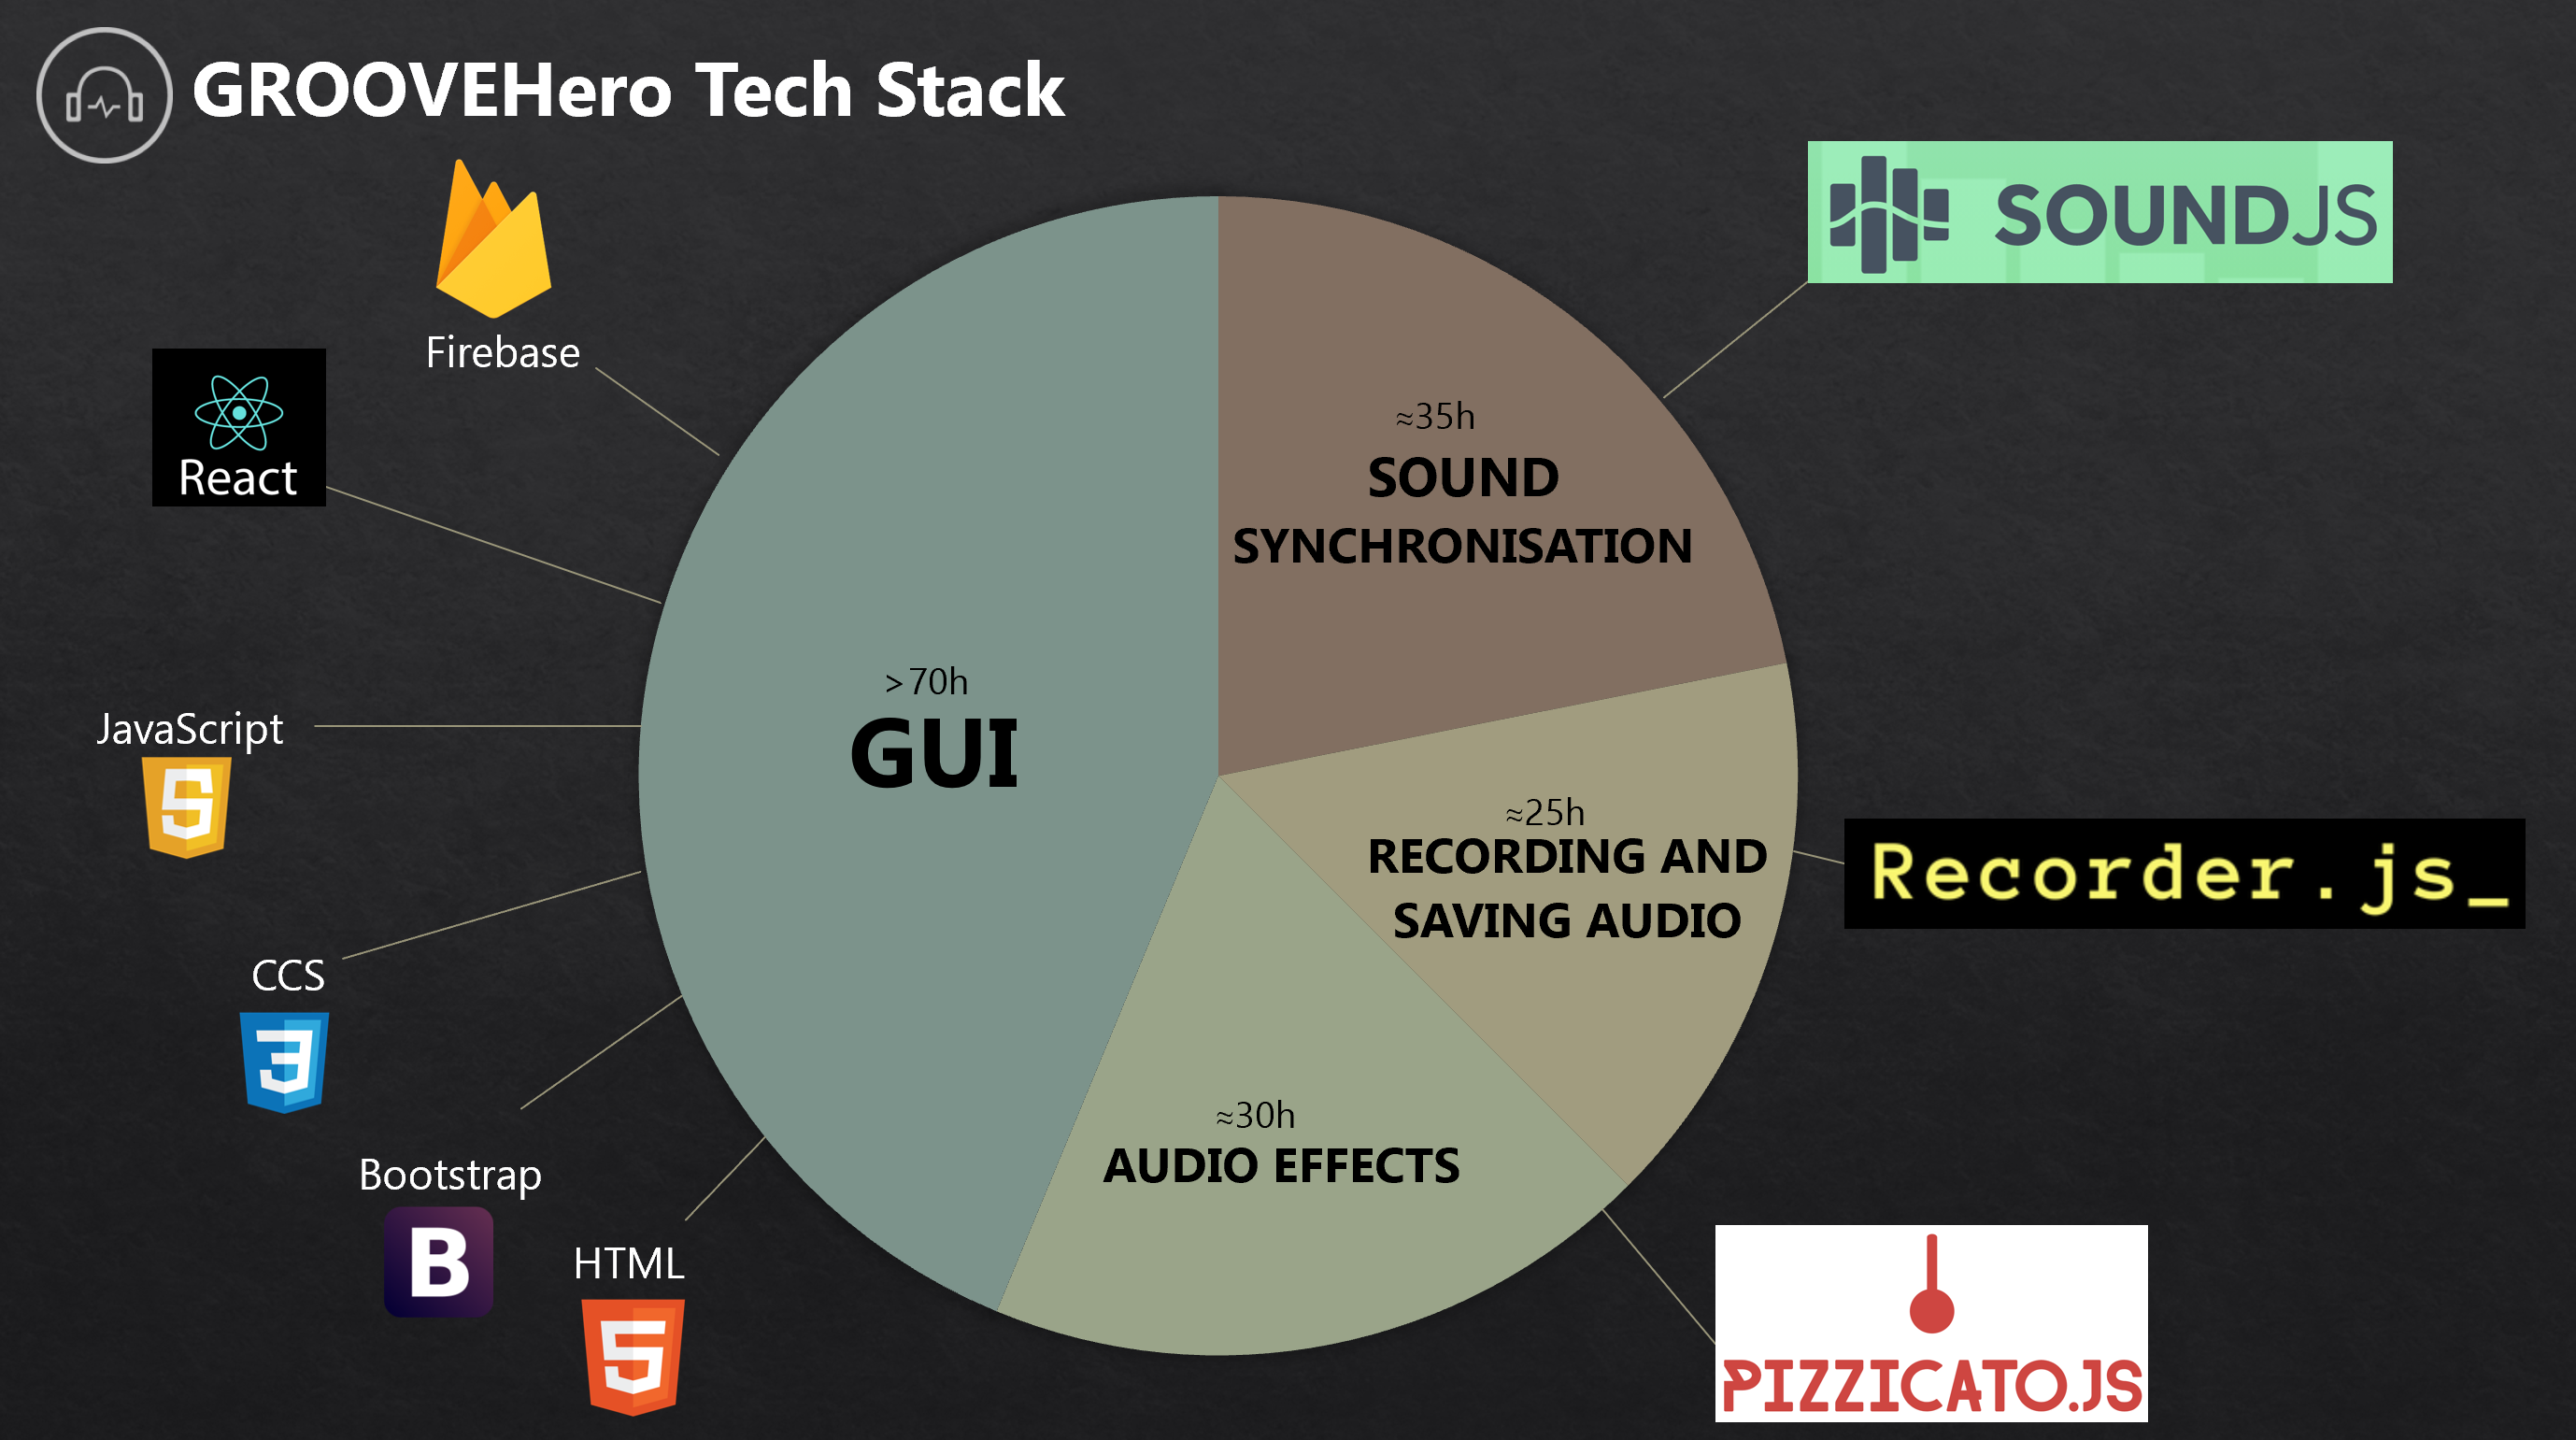 GROOVEHero Tech Stack
Firebase
React
JavaScript
CCS
Bootstrap
B
HTML
>70h
GUI
≈35h
SOUND
SYNCHRONISATION
≈25h
RECORDING AND
SAVING AUDIO
≈30h
AUDIO EFFECTS
SOUNDJS
Recorder.js_
PIZZICATO.JS